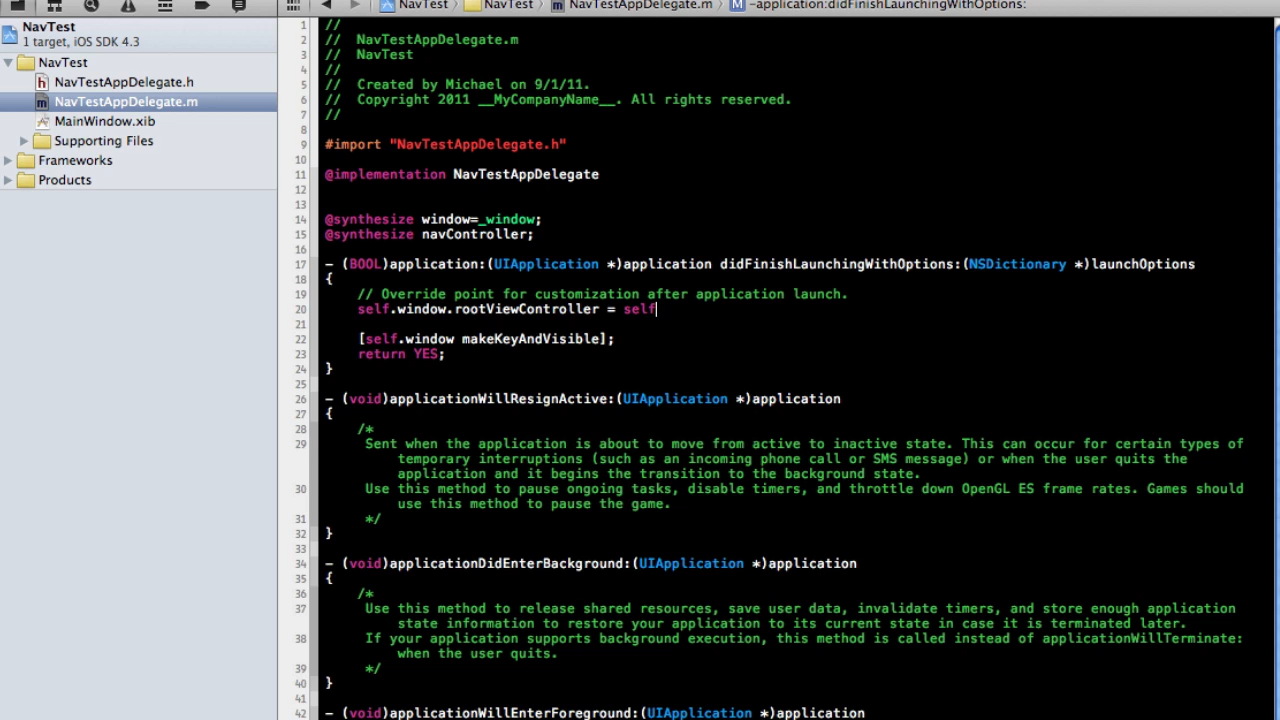 NavTest NavTest NavTestAppDelegate.m M -application:didFinishLaunchingWithOptions:
NavTest
1 target, iOS SDK 4.3
NavTest
h NavTestAppDelegate.h
m NavTestAppDelegate.m
MainWindow.xib
Supporting Files
Frameworks
Products
1 //
2 // NavTestAppDelegate.m
3 // NavTest
4 //
5 // Created by Michael on 9/1/11.
6 // Copyright 2011 __MyCompanyName__. All rights reserved.
7 //
8
9 #import "NavTestAppDelegate.h"
10
11 @implementation NavTestAppDelegate
12
13
14 @synthesize window=_window;
15 @synthesize navController;
16
17 - (BOOL)application:(UIApplication *)application didFinishLaunchingWithOptions:(NSDictionary *)launchOptions
18 {
19 // Override point for customization after application launch.
20 self.window.rootViewController = self
21
22 [self.window makeKeyAndVisible];
23 return YES;
24 }
25
26 - (void)applicationWillResignActive:(UIApplication *)application
27 {
28 /*
29 Sent when the application is about to move from active to inactive state. This can occur for certain types of
temporary interruptions (such as an incoming phone call or SMS message) or when the user quits the
application and it begins the transition to the background state.
30 Use this method to pause ongoing tasks, disable timers, and throttle down OpenGL ES frame rates. Games should
use this method to pause the game.
31 */
32 }
33
34 - (void)applicationDidEnterBackground:(UIApplication *)application
35 {
36 /*
37 Use this method to release shared resources, save user data, invalidate timers, and store enough application
state information to restore your application to its current state in case it is terminated later.
38 If your application supports background execution, this method is called instead of applicationWillTerminate:
when the user quits.
39 */
40 }
41
42 - (void)applicationWillEnterForeground:(UIApplication *)application